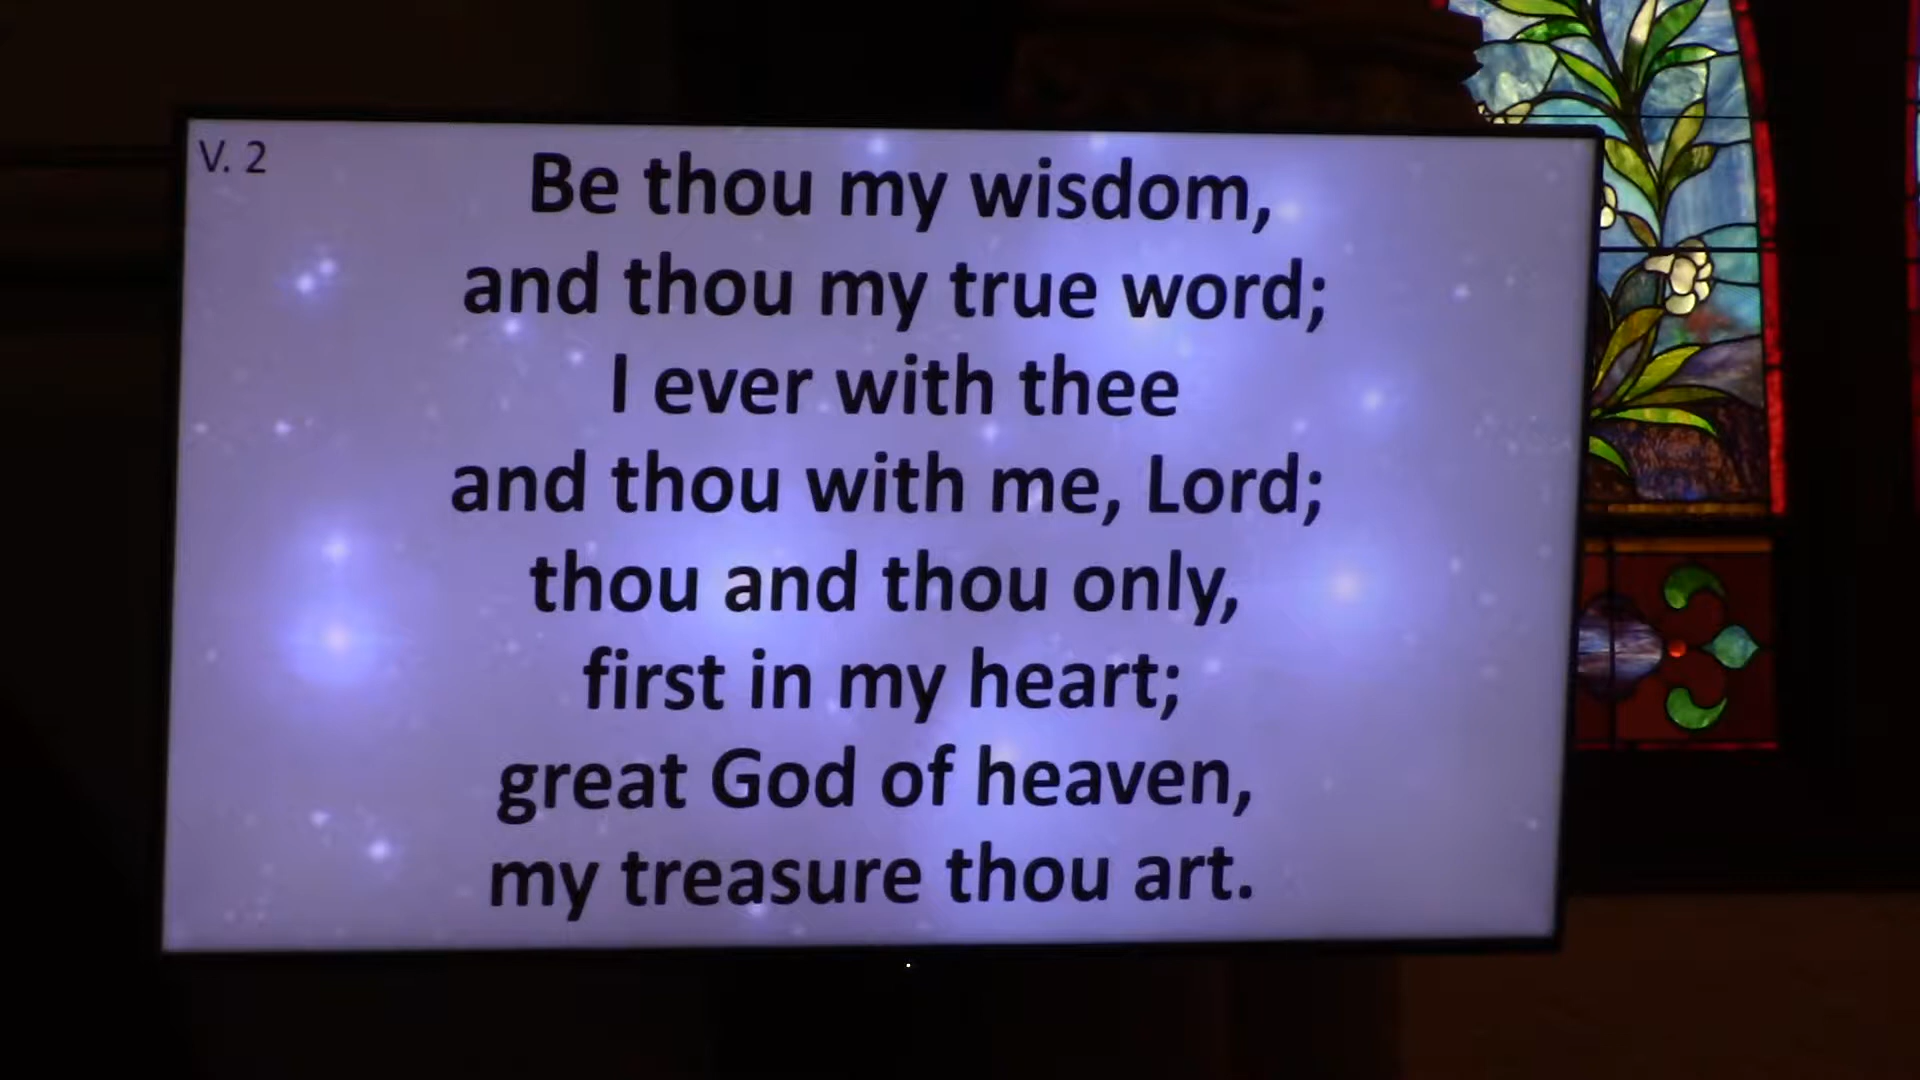 V. 2
Be thou my wisdom,
and thou my true word;
I ever with thee
and thou with me, Lord;
thou and thou only,
first in my heart;
great God of heaven,
my treasure thou art.